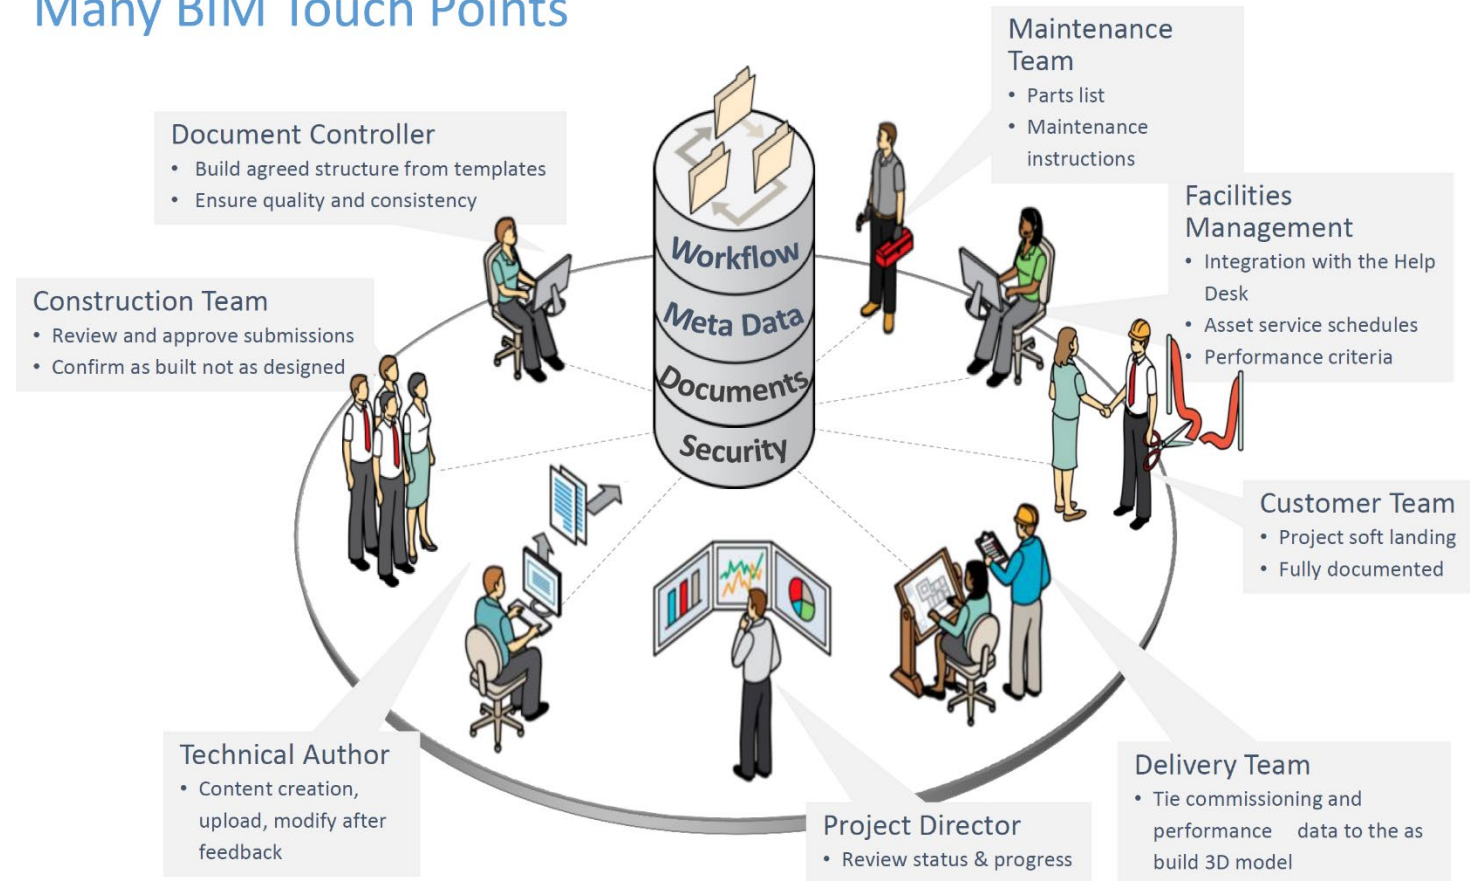 Many BIM Touch Points
Maintenance
Team
• Parts list
• Maintenance
instructions
Document Controller
• Build agreed structure from templates
• Ensure quality and consistency
Facilities
Management
• Integration with the Help
Desk
• Asset service schedules
• Performance criteria
Workflow
Meta Data
Documents
Security
Construction Team
• Review and approve submissions
• Confirm as built not as designed
Customer Team
• Project soft landing
• Fully documented
Technical Author
• Content creation,
upload, modify after
feedback
Project Director
• Review status & progress
Delivery Team
• Tie commissioning and
performance data to the as
build 3D model